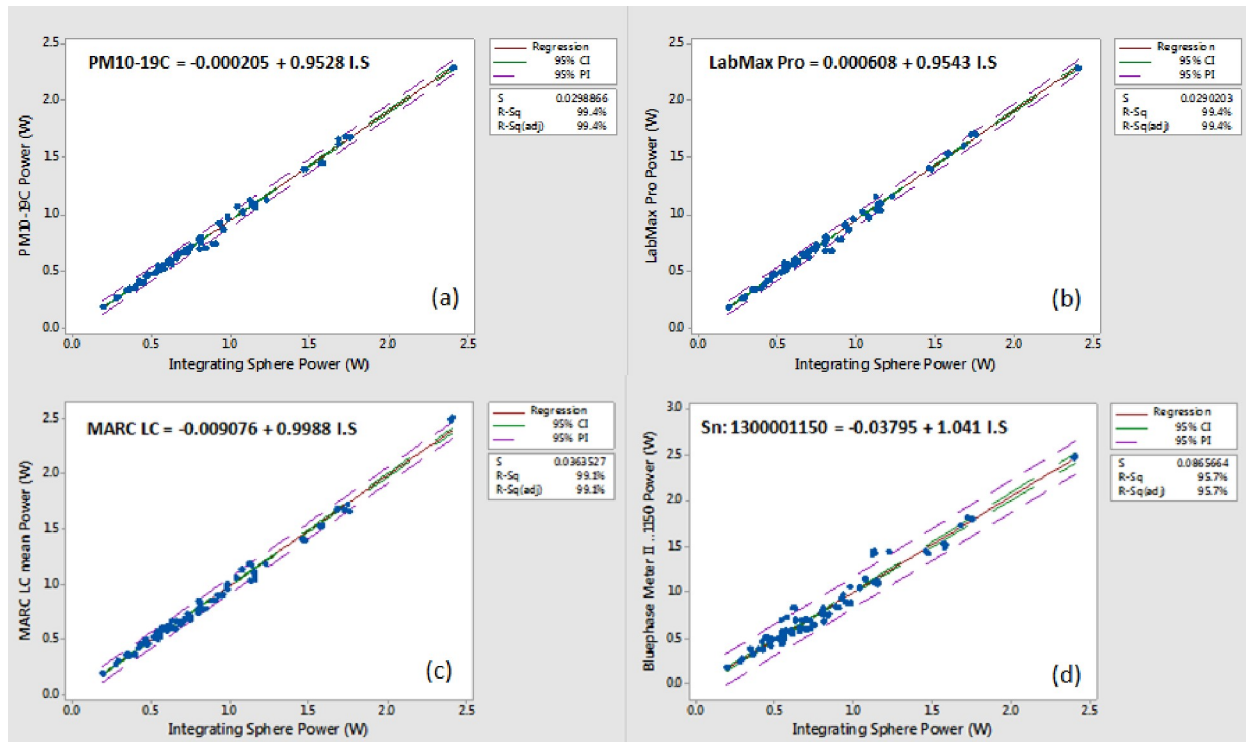 PM10-19C = -0.000205 + 0.9528 I.S
Regression
95% CI
95% PI
S 0.0298866
R-Sq 99.4%
R-Sq(adj) 99.4%
PM10-19C Power (W)
2.5
2.0
1.5
1.0
0.5
0.0
(a)
0.0 0.5 1.0 1.5 2.0 2.5
Integrating Sphere Power (W)
LabMax Pro = 0.000608 + 0.9543 I.S
Regression
95% CI
95% PI
S 0.0290203
R-Sq 99.4%
R-Sq(adj) 99.4%
LabMax Pro Power (W)
2.5
2.0
1.5
1.0
0.5
0.0
(b)
0.0 0.5 1.0 1.5 2.0 2.5
Integrating Sphere Power (W)
MARC LC = -0.009076 + 0.9988 I.S
Regression
95% CI
95% PI
S 0.0363527
R-Sq 99.1%
R-Sq(adj) 99.1%
MARC LC mean Power (W)
2.5
2.0
1.5
1.0
0.5
0.0
(c)
0.0 0.5 1.0 1.5 2.0 2.5
Integrating Sphere Power (W)
Sn: 1300001150 = -0.03795 + 1.041 I.S
Regression
95% CI
95% PI
S 0.0865664
R-Sq 95.7%
R-Sq(adj) 95.7%
Bluephase Meter II ..1150 Power (W)
3.0
2.5
2.0
1.5
1.0
0.5
0.0
(d)
0.0 0.5 1.0 1.5 2.0 2.5
Integrating Sphere Power (W)